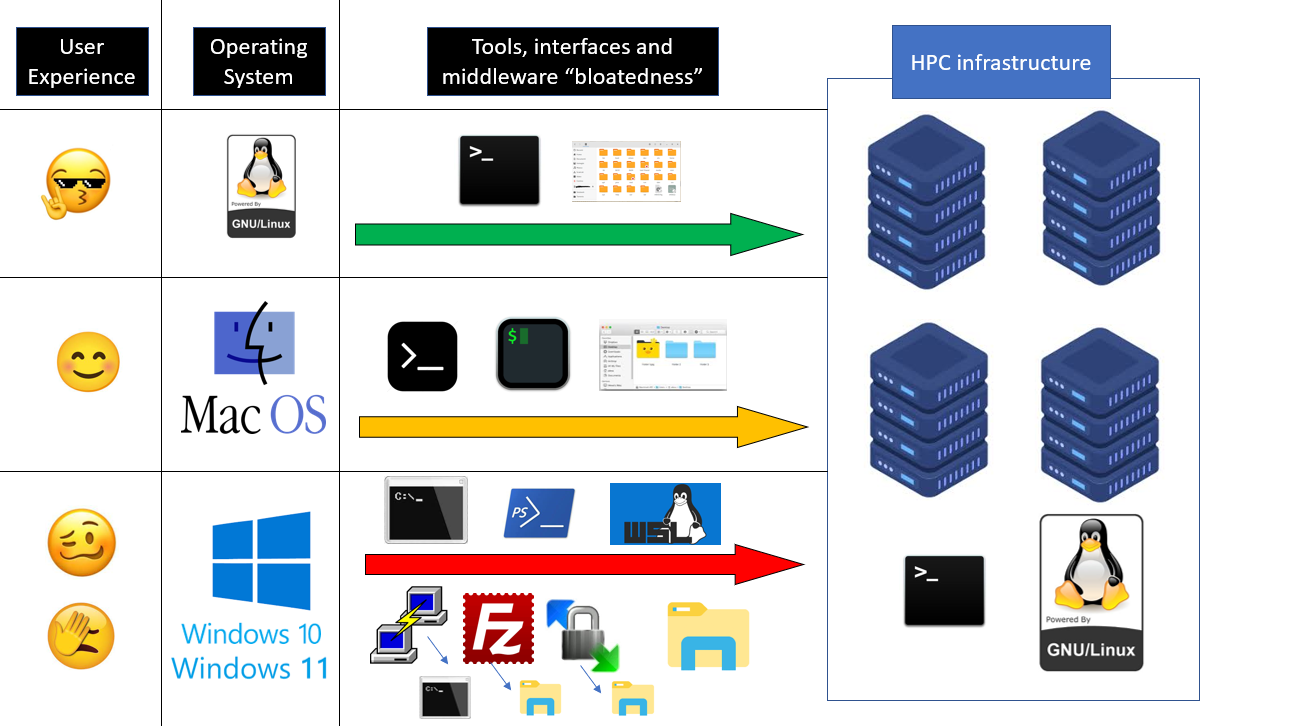 User
Experience
Operating
System
Tools, interfaces and
middleware “bloatedness”
HPC infrastructure
>_
Powered By
GNU/Linux
>_
$
Mac OS
C:\_
PS>_
WSL
Windows 10
Windows 11
FZ
C:\_
>_
Powered By
GNU/Linux